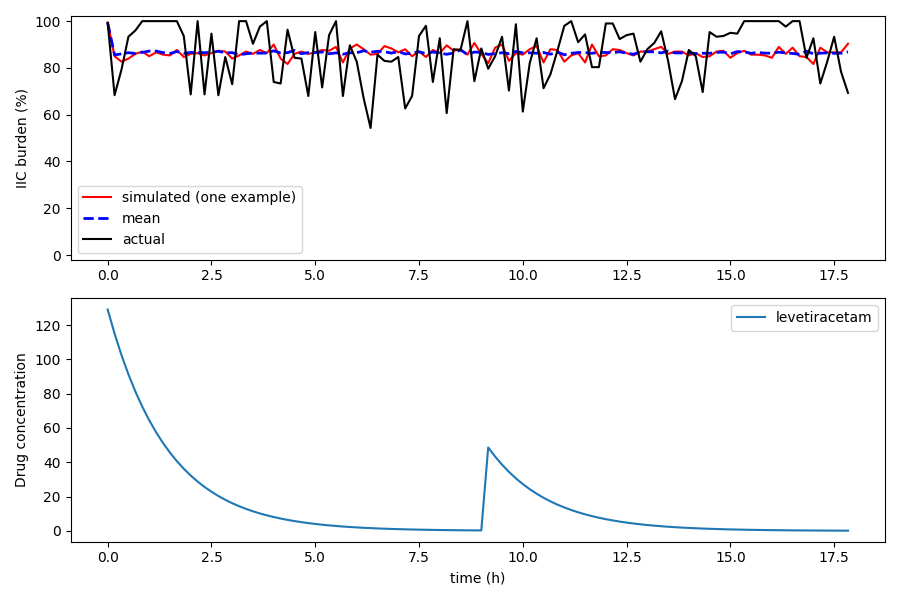 100
80
60
40
20
0
IIC burden (%)
simulated (one example)
mean
actual
0.0 2.5 5.0 7.5 10.0 12.5 15.0 17.5
120
100
80
60
40
20
0
Drug concentration
levetiracetam
0.0 2.5 5.0 7.5 10.0 12.5 15.0 17.5
time (h)